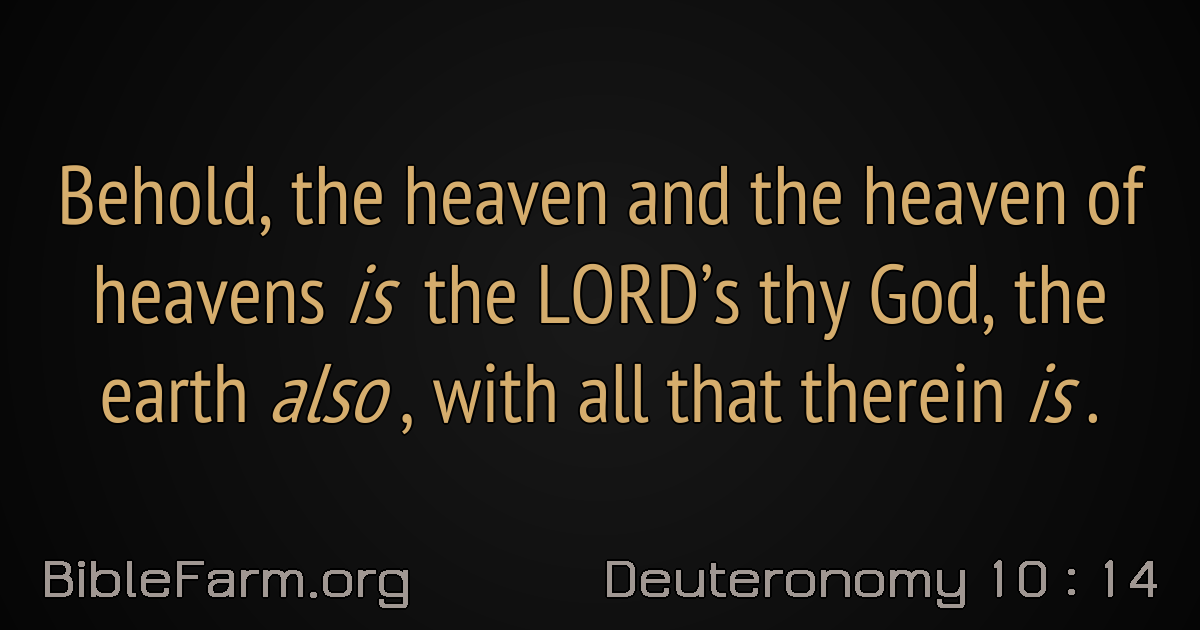 Behold, the heaven and the heaven of
heavens is the LORD’s thy God, the
earth also , with all that therein is .
BibleFarm.org
Deuteronomy 10 : 14